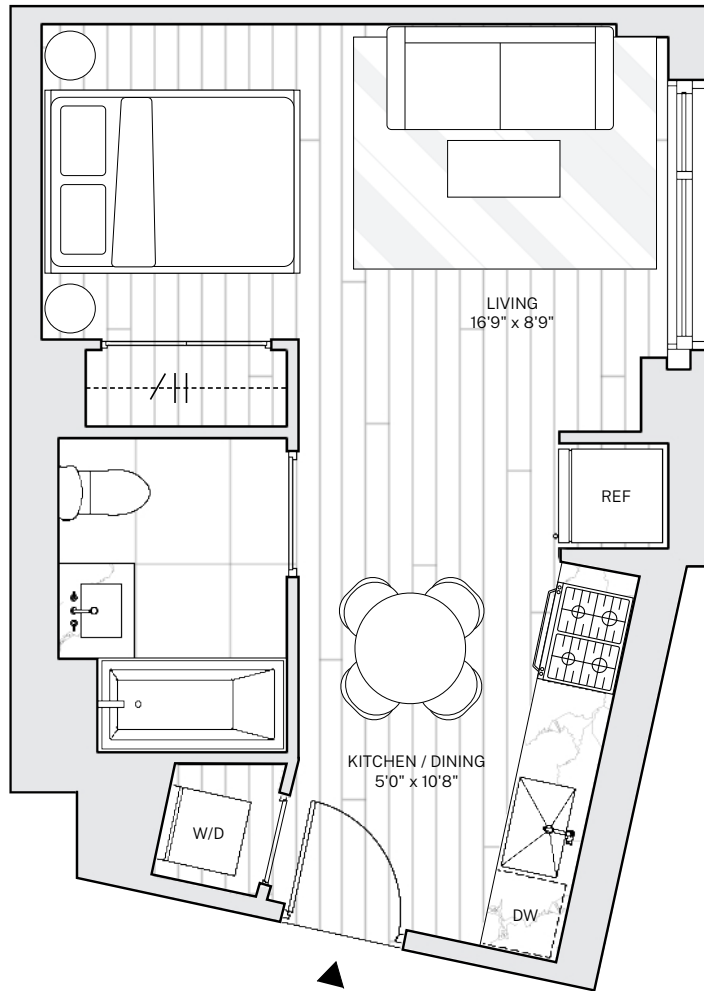 LIVING
16'9" x 8'9"
REF
KITCHEN / DINING
5'0" x 10'8"
W/D
DW